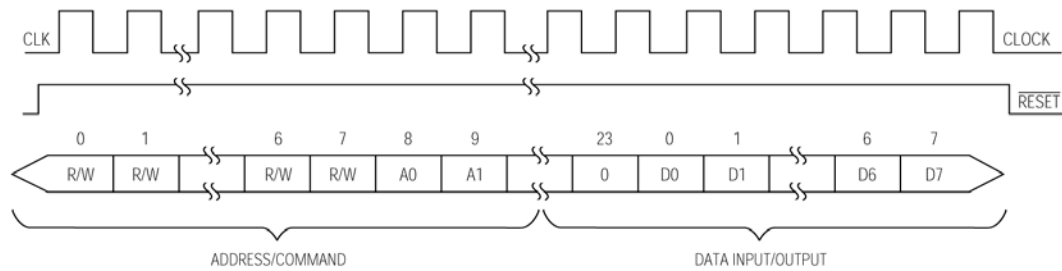 CLK CLOCK
RESET
0 1 6 7 8 9 23 0 1 6 7
R/W R/W R/W R/W A0 A1 0 D0 D1 D6 D7
ADDRESS/COMMAND DATA INPUT/OUTPUT